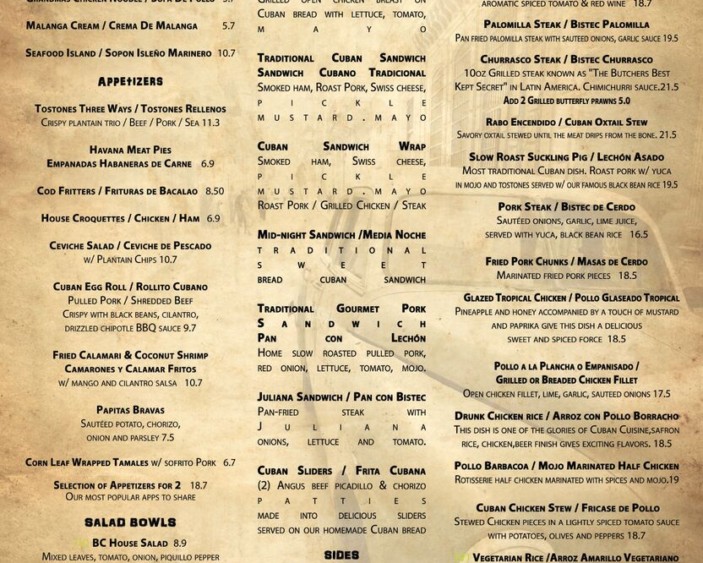 Malanga Cream / Crema De Malanga 5.7
Seafood Island / Sopon Isleño Marinero 10.7
Appetizers
Tostones Three Ways / Tostones Rellenos
Crispy plantain trio / Beef / Pork / Sea 11.3
Havana Meat Pies
Empanadas Habaneras de Carne 6.9
Cod Fritters / Frituras de Bacalao 8.50
House Croquettes / Chicken / Ham 6.9
Ceviche Salad / Ceviche de Pescado
w/ Plantain Chips 10.7
Cuban Egg Roll / Rollito Cubano
Pulled Pork / Shredded Beef
Crispy with black beans, cilantro,
drizzled chipotle BBQ sauce 9.7
Fried Calamari & Coconut Shrimp
Camarones y Calamar Fritos
w/ mango and cilantro salsa 10.7
Papitas Bravas
Sautéed potato, chorizo,
onion and parsley 7.5
Corn Leaf Wrapped Tamales w/ sofrito Pork 6.7
Selection of Appetizers for 2 18.7
Our most popular apps to share
SALAD BOWLS
BC House Salad 8.9
Mixed leaves, tomato, onion, piquillo pepper
Grilled open chicken breast on
Cuban bread with lettuce, tomato,
M A Y O
Traditional Cuban Sandwich
Sandwich Cubano Tradicional
Smoked ham, Roast Pork, Swiss cheese,
P I C K L E
M U S T A R D . M A Y O
Cuban Sandwich Wrap
Smoked ham, Swiss cheese,
P I C K L E
M U S T A R D . M A Y O
Roast Pork / Grilled Chicken / Steak
Mid-night Sandwich /Media Noche
T R A D I T I O N A L
S W E E T
bread cuban sandwich
Traditional Gourmet Pork
S a n d w i c h
Pan con Lechón
Home slow roasted pulled pork,
red onion, lettuce, tomato, mojo.
Juliana Sandwich / Pan con Bistec
Pan-fried steak with
J U L I A N A
onions, lettuce and tomato.
Cuban Sliders / Frita Cubana
(2) Angus beef picadillo & chorizo
P A T T I E S
made into delicious sliders
served on our homemade Cuban bread
SIDES
aromatic spiced tomato & red wine 18.7
Palomilla Steak / Bistec Palomilla
Pan fried palomilla steak with sauteed onions, garlic sauce 19.5
Churrasco Steak / Bistec Churrasco
10oz Grilled steak known as "The Butchers Best
Kept Secret" in Latin America. Chimichurri sauce.21.5
Add 2 Grilled butterfly prawns 5.0
Rabo Encendido / Cuban Oxtail Stew
Savory oxtail stewed until the meat drips from the bone. 21.5
Slow Roast Suckling Pig / Lechón Asado
Most traditional Cuban dish. Roast pork w/ yuca
in mojo and tostones served w/ our famous black bean rice 19.5
Pork Steak / Bistec de Cerdo
Sautéed onions, garlic, lime juice,
served with yuca, black bean rice 16.5
Fried Pork Chunks / Masas de Cerdo
Marinated fried pork pieces 18.5
Glazed Tropical Chicken / Pollo Glaseado Tropical
Pineapple and honey accompanied by a touch of mustard
and paprika give this dish a delicious
sweet and spiced force 18.5
Pollo a la Plancha o Empanisado /
Grilled or Breaded Chicken Fillet
Open chicken fillet, lime, garlic, sauteed onions 17.5
Drunk Chicken rice / Arroz con Pollo Borracho
This dish is one of the glories of Cuban Cuisine,safron
rice, chicken,beer finish gives exciting flavors. 18.5
Pollo Barbacoa / Mojo Marinated Half Chicken
Rotisserie half chicken marinated with spices and mojo.19
Cuban Chicken Stew / Fricase de Pollo
Stewed Chicken pieces in a lightly spiced tomato sauce
with potatoes, olives and peppers 18.7
Vegetarian Rice /Arroz Amarillo Vegetariano